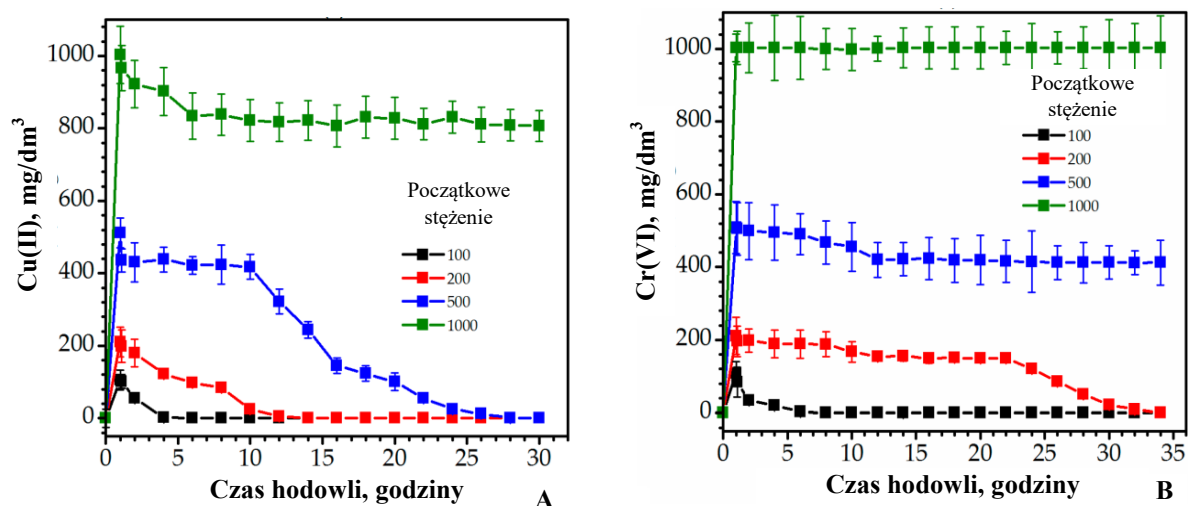 1000
800
600
400
200
0
Cu(II), mg/dm³
Początkowe
stężenie
100
200
500
1000
0 5 10 15 20 25 30
Czas hodowli, godziny
A
1000
800
600
400
200
0
Cr(VI), mg/dm³
Początkowe
stężenie
100
200
500
1000
0 5 10 15 20 25 30 35
Czas hodowli, godziny
B